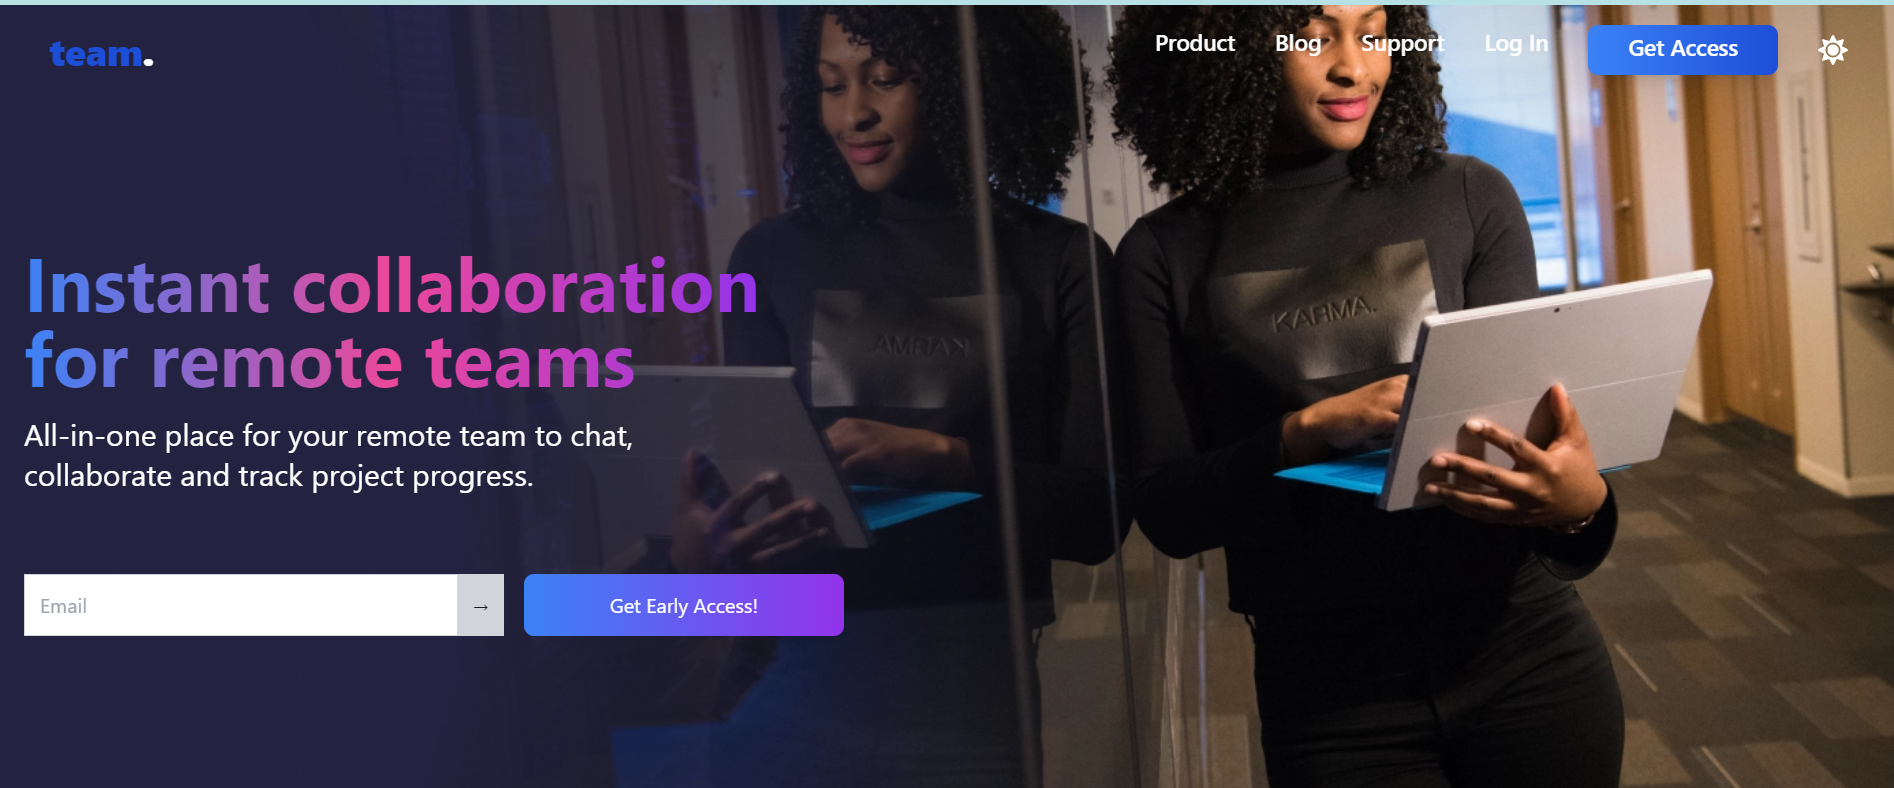 team.
Product Blog Support Log In Get Access
Instant collaboration
for remote teams
All-in-one place for your remote team to chat,
collaborate and track project progress.
Email → Get Early Access!
KARMA.
KARMA.